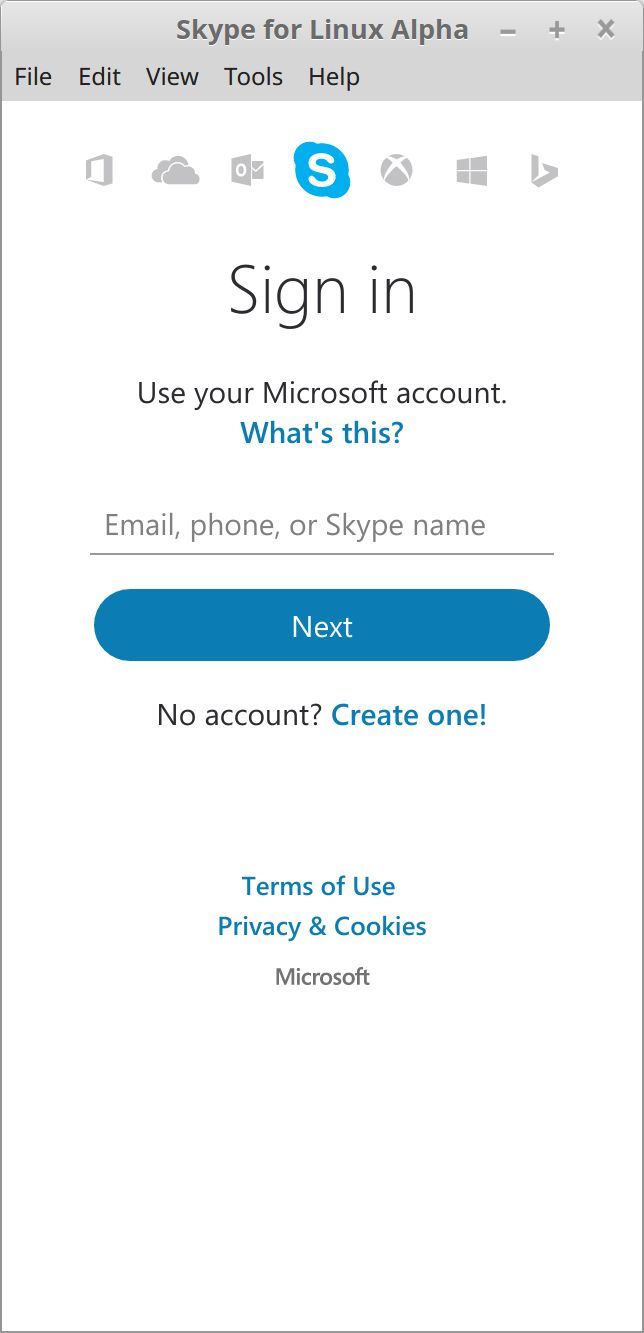 Skype for Linux Alpha
File Edit View Tools Help
Sign in
Use your Microsoft account.
What's this?
Email, phone, or Skype name
Next
No account? Create one!
Terms of Use
Privacy & Cookies
Microsoft